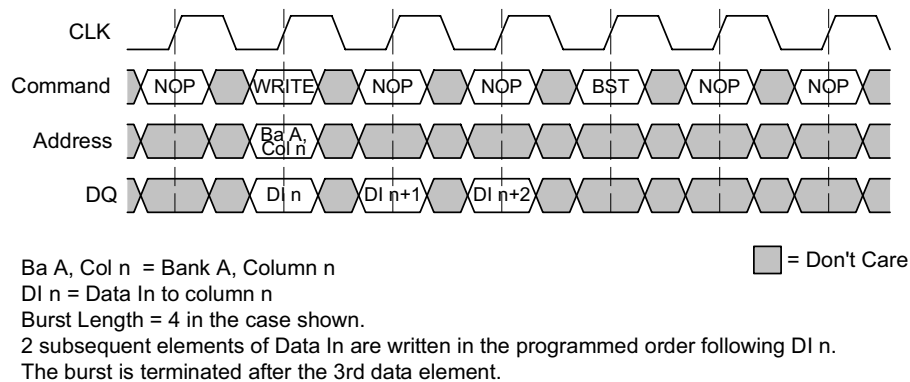 CLK
Command NOP WRITE NOP NOP BST NOP NOP
Address Ba A,
Col n
DQ DI n DI n+1 DI n+2
Ba A, Col n = Bank A, Column n
= Don't Care
DI n = Data In to column n
Burst Length = 4 in the case shown.
2 subsequent elements of Data In are written in the programmed order following DI n.
The burst is terminated after the 3rd data element.